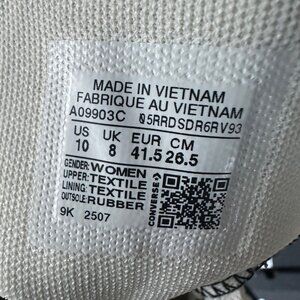 MADE IN VIETNAM
FABRIQUE AU VIETNAM
A09903C 05RRDSDR6RV93
US UK EUR CM
10 8 41.5 26.5
GENDER: WOMEN
UPPER: TEXTILE
LINING: TEXTILE
OUTSOLE: RUBBER
CONVERSE
9K 2507